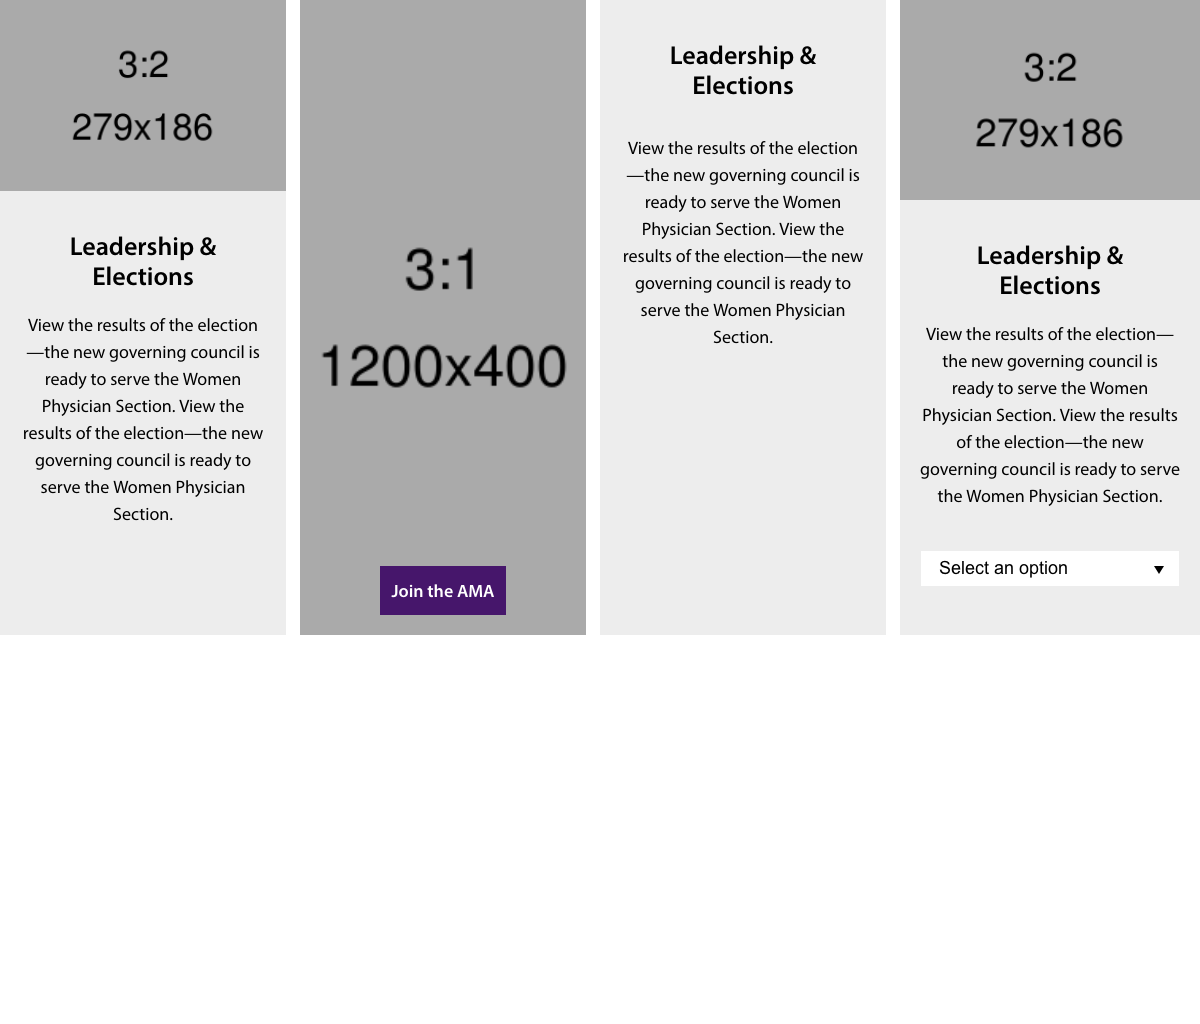 3:2
279x186
Leadership &
Elections
View the results of the election
—the new governing council is
ready to serve the Women
Physician Section. View the
results of the election—the new
governing council is ready to
serve the Women Physician
Section.
3:1
1200x400
Join the AMA
Leadership &
Elections
View the results of the election
—the new governing council is
ready to serve the Women
Physician Section. View the
results of the election—the new
governing council is ready to
serve the Women Physician
Section.
3:2
279x186
Leadership &
Elections
View the results of the election—
the new governing council is
ready to serve the Women
Physician Section. View the results
of the election—the new
governing council is ready to serve
the Women Physician Section.
Select an option